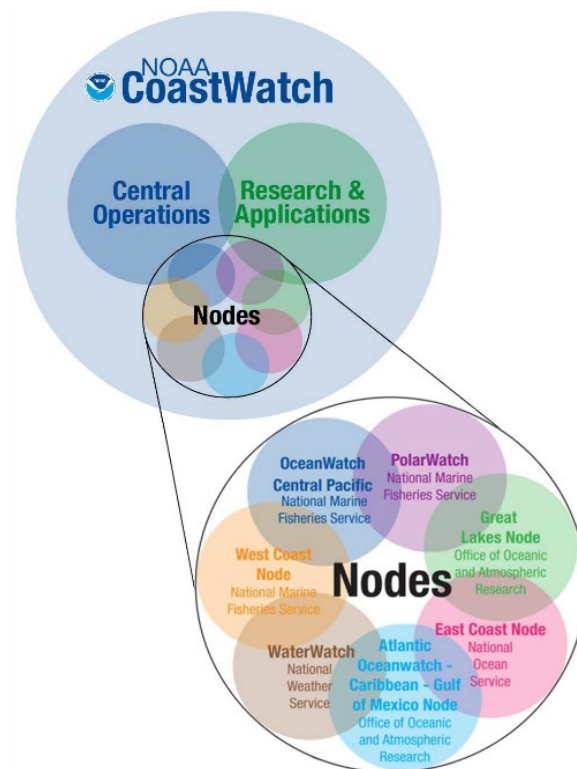 NOAA
CoastWatch
Central
Operations
Research &
Applications
Nodes
OceanWatch
Central Pacific
National Marine
Fisheries Service
PolarWatch
National Marine
Fisheries Service
Great
Lakes Node
Office of Oceanic
and Atmospheric
Research
West Coast
Node
National Marine
Fisheries Service
Nodes
East Coast Node
National
Ocean
Service
WaterWatch
National
Weather
Service
Atlantic
Oceanwatch -
Caribbean - Gulf
of Mexico Node
Office of Oceanic
and Atmospheric
Research